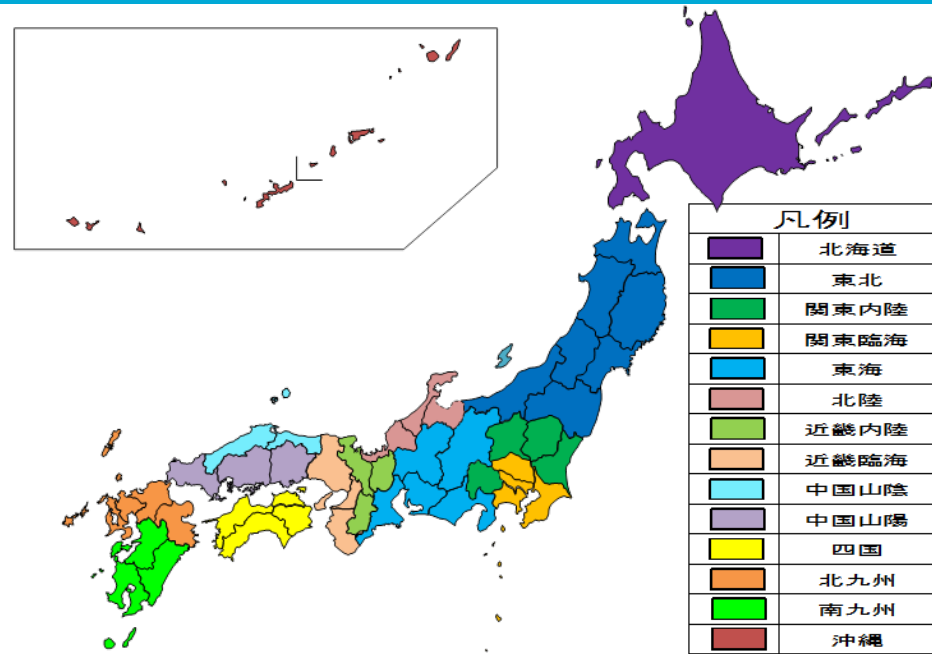 凡例
北海道
東北
関東内陸
関東臨海
東海
北陸
近畿内陸
近畿臨海
中国山陰
中国山陽
四国
北九州
南九州
沖縄